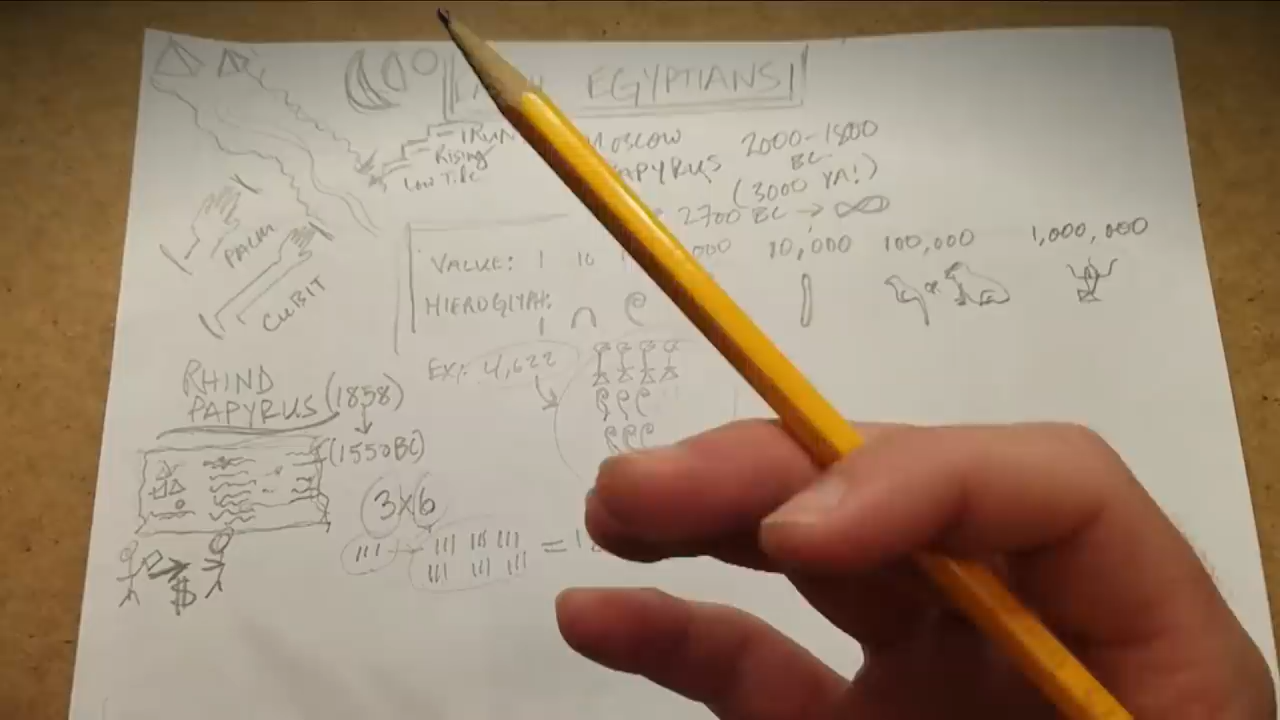 EGYPTIANS!
MOSCOW 2000-1800
BC
PAPYRUS
(3000 YA!)
2700 BC → ∞
Rising
Low Tide
PALM
CUBIT
VALUE: 1 10 10,000 100,000 1,000,000
HIEROGLYPH:
or
EX: 4,622
RHIND
PAPYRUS (1858)
(1550BC)
3x6
=
$